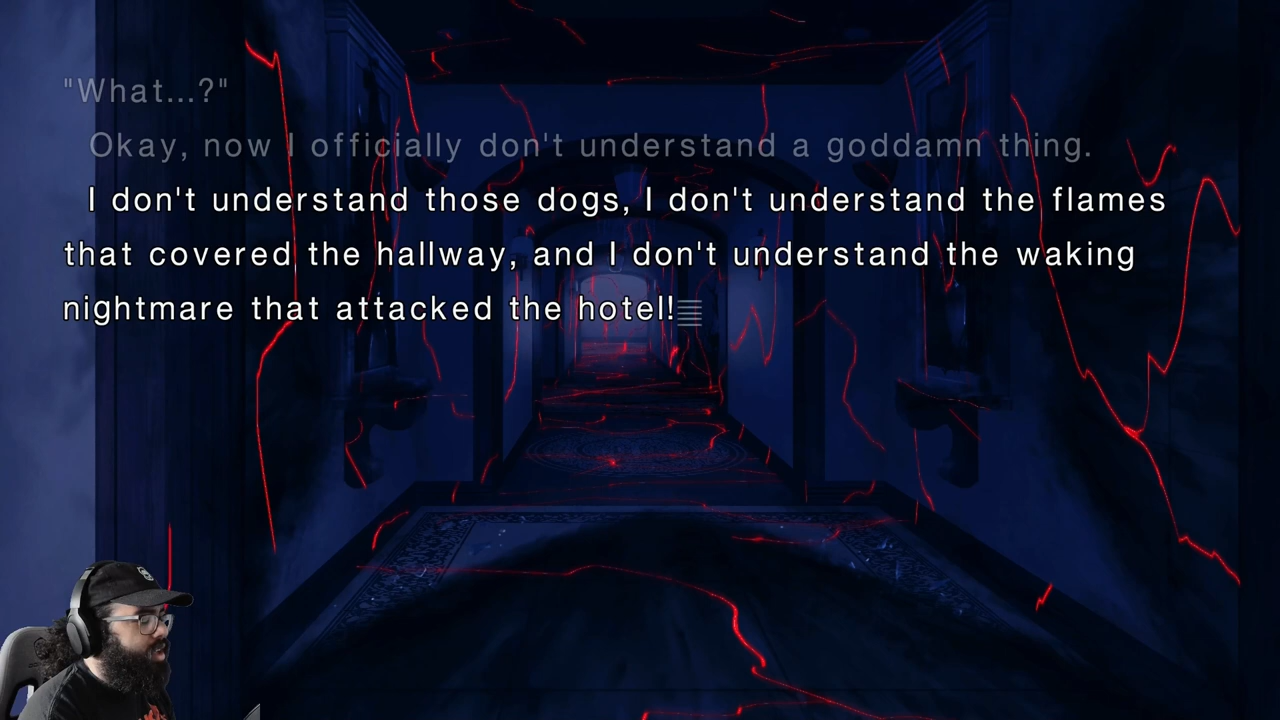 "What...?"
Okay, now I officially don't understand a goddamn thing.
I don't understand those dogs, I don't understand the flames
that covered the hallway, and I don't understand the waking
nightmare that attacked the hotel!